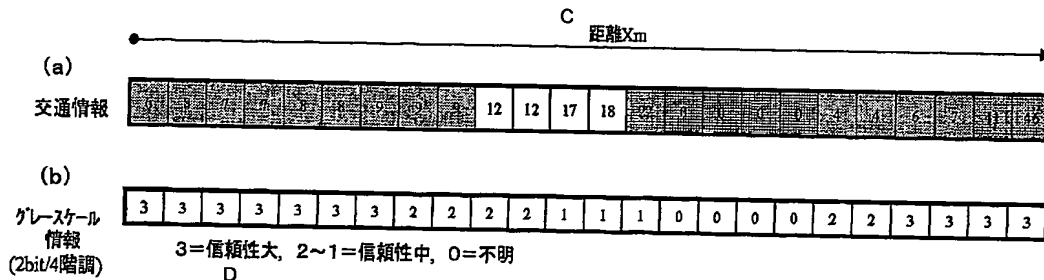 C
距離Xm
(a)
交通情報 12 12 17 18
(b)
グレースケール
情報
(2bit/4階調)
3 3 3 3 3 3 3 2 2 2 2 1 1 1 0 0 0 0 2 2 3 3 3 3
3=信頼性大, 2~1=信頼性中, 0=不明
D